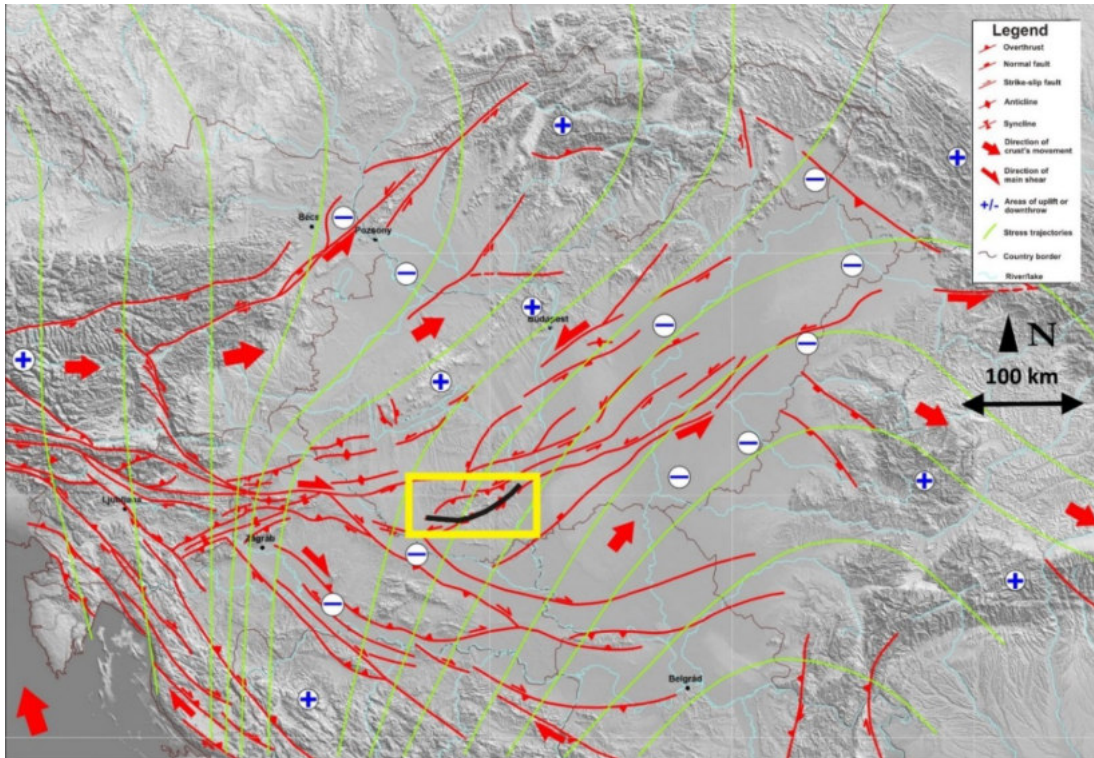 Legend
Overthrust
Normal fault
Strike-slip fault
Anticline
Syncline
Direction of
crust's movement
Direction of
main shear
+/- Areas of uplift or
downthrow
Stress trajectories
Country border
River/lake
N
100 km
Bécs
Pozsony
Budapest
Ljubljana
Zágráb
Belgrád